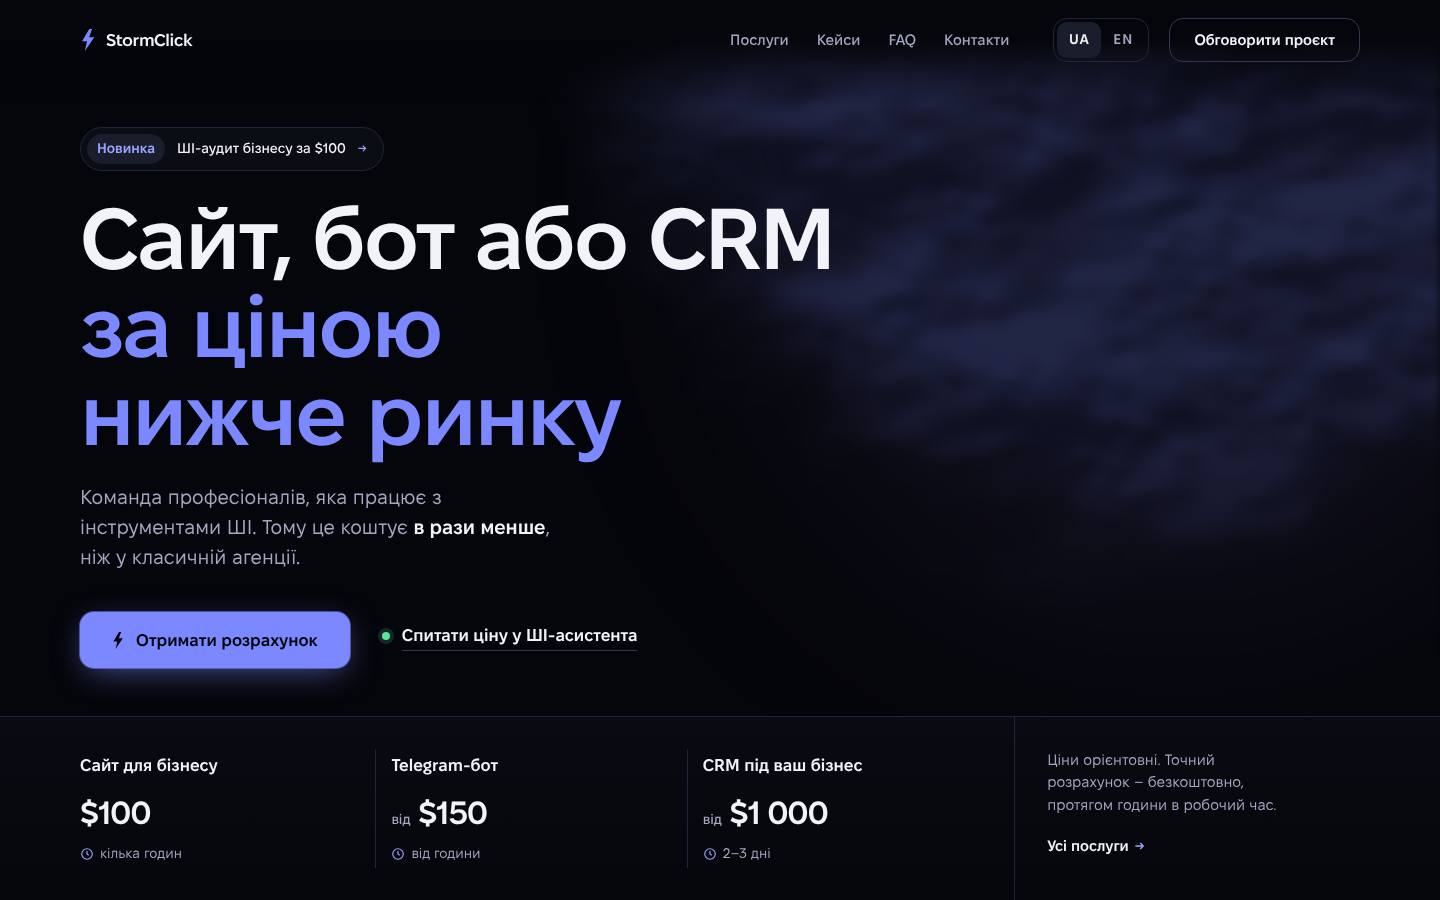 StormClick
Послуги
Кейси
FAQ
Контакти
UA
EN
Обговорити проєкт
Новинка
ШІ-аудит бізнесу за $100 →
Сайт, бот або CRM
за ціною
нижче ринку
Команда професіоналів, яка працює з
інструментами ШІ. Тому це коштує в рази менше,
ніж у класичній агенції.
Отримати розрахунок
Спитати ціну у ШІ-асистента
Сайт для бізнесу
$100
кілька годин
Telegram-бот
від $150
від години
CRM під ваш бізнес
від $1 000
2–3 дні
Ціни орієнтовні. Точний
розрахунок – безкоштовно,
протягом години в робочий час.
Усі послуги →